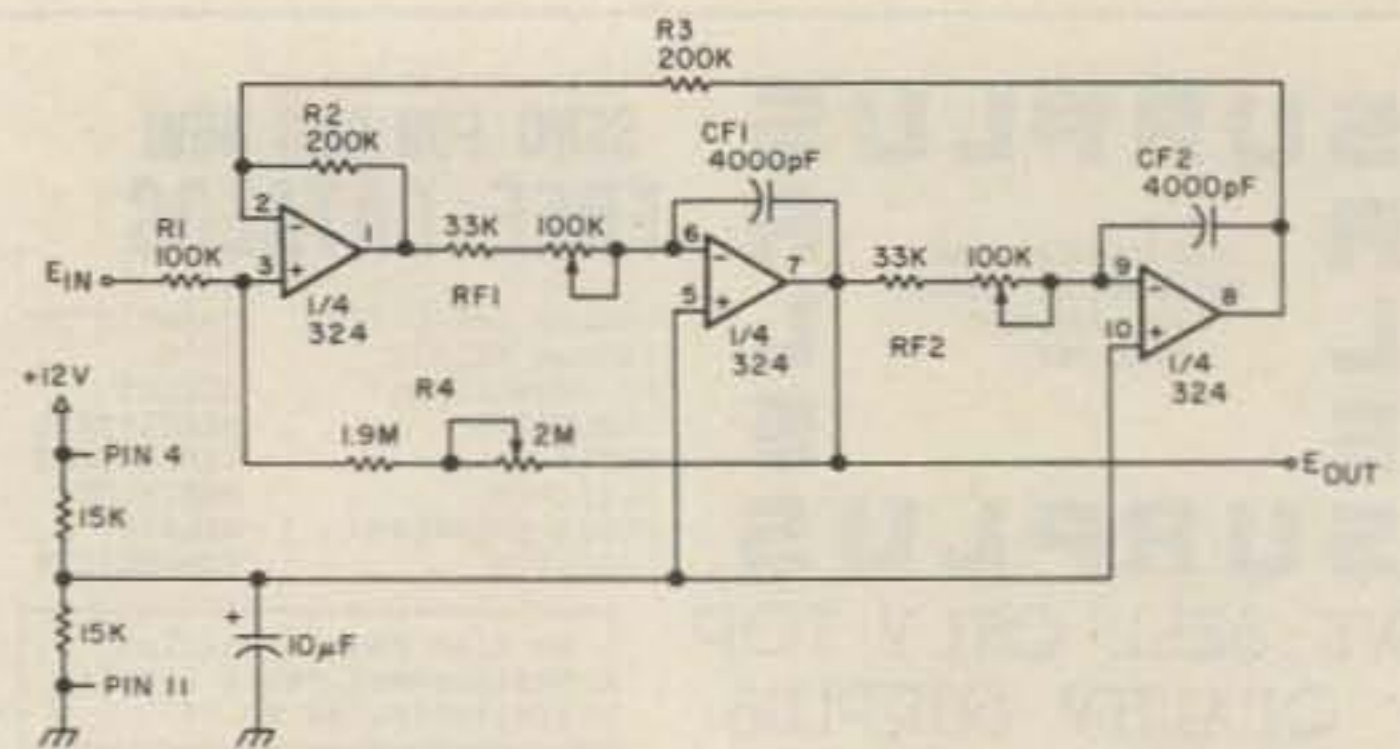 R3
200K
R2
200K
CF1
4000pF
CF2
4000pF
R1
100K
2
-
1
33K
100K
6
-
7
33K
100K
9
-
8
EIN
3
+
RF1
5
+
RF2
10
+
1/4
324
1/4
324
1/4
324
+12V
R4
PIN 4
1.9M
2M
EOUT
15K
15K
+
10µF
PIN 11